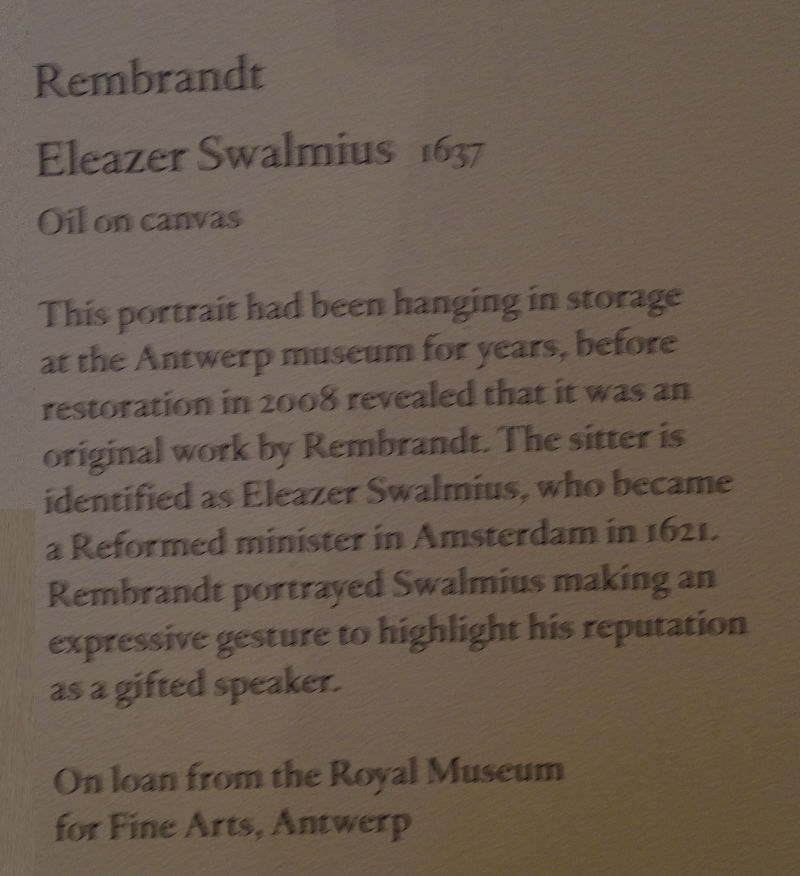 Rembrandt
Eleazer Swalmius 1637
Oil on canvas
This portrait had been hanging in storage
at the Antwerp museum for years, before
restoration in 2008 revealed that it was an
original work by Rembrandt. The sitter is
identified as Eleazer Swalmius, who became
a Reformed minister in Amsterdam in 1621.
Rembrandt portrayed Swalmius making an
expressive gesture to highlight his reputation
as a gifted speaker.
On loan from the Royal Museum
for Fine Arts, Antwerp